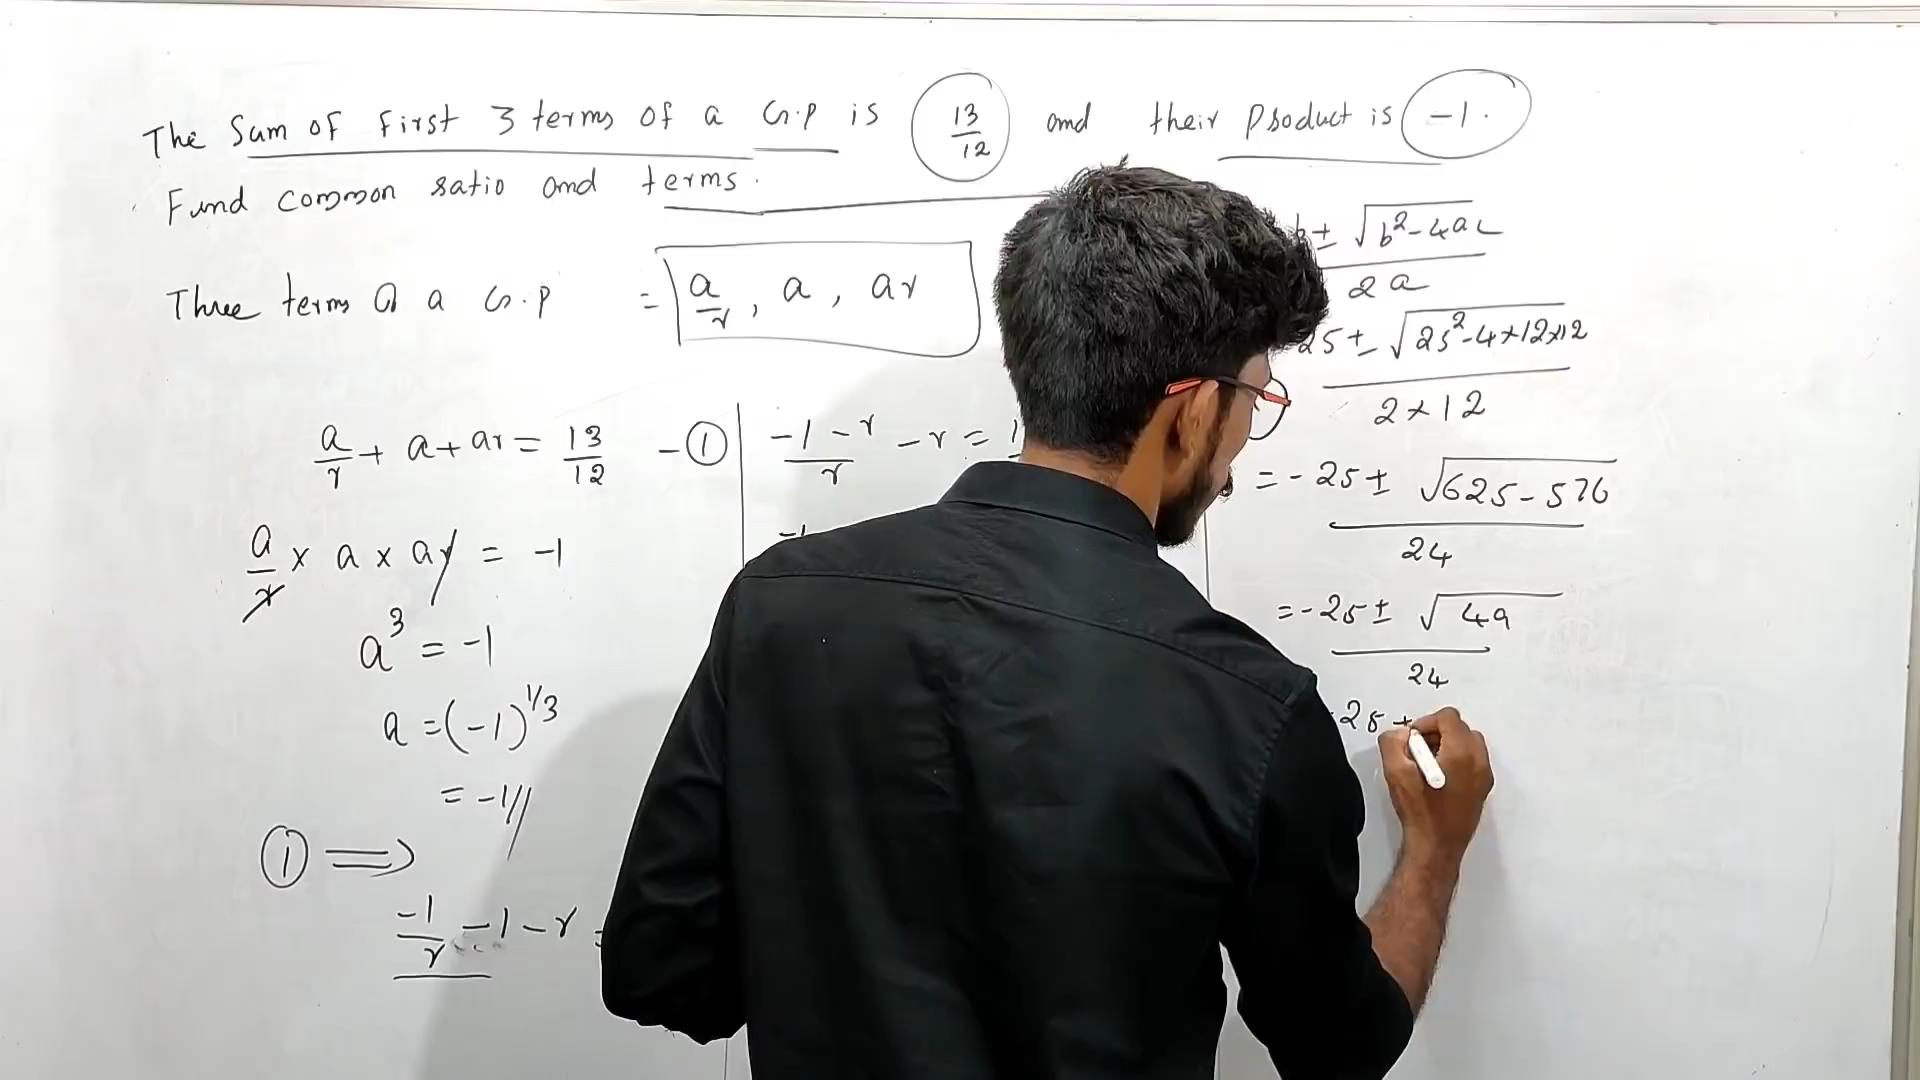 The Sum of First 3 terms of a G.P is 13/12 and their product is -1.
Find common ratio and terms.
Three terms of a G.P = a/r, a, ar
a/r + a + ar = 13/12 - ①
a/r × a × ar = -1
a³ = -1
a = (-1)^1/3
= -1//
① ⟹
-1/r - 1 - r =
-1 - r/r - r = 1
-1
± √b²-4ac
2a
25 ± √25²-4×12×12
2×12
= -25 ± √625-576
24
= -25 ± √49
24
25 +